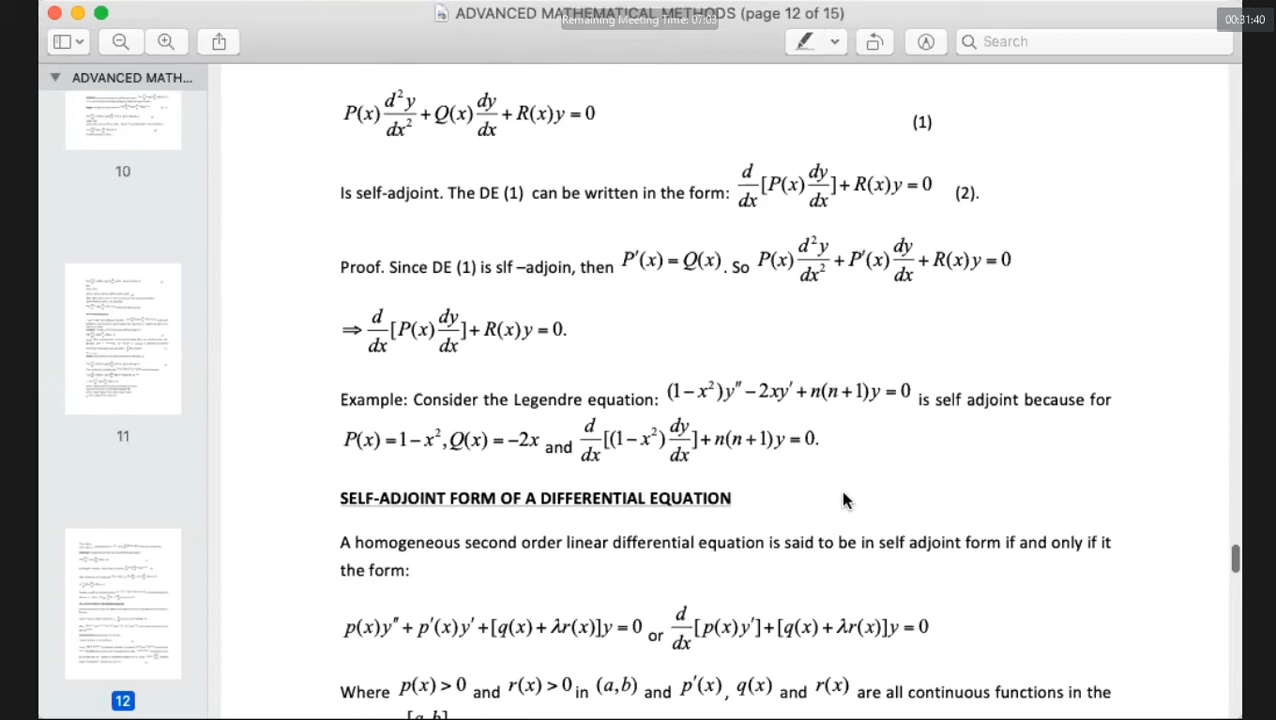 ADVANCED MATHEMATICAL METHODS (page 12 of 15)
Remaining Meeting Time: 07:03
00:31:40
Search
ADVANCED MATH...
10
11
12
P(x) d²y/dx² + Q(x) dy/dx + R(x)y = 0 (1)
Is self-adjoint. The DE (1) can be written in the form: d/dx [P(x) dy/dx] + R(x)y = 0 (2).
Proof. Since DE (1) is slf –adjoin, then P′(x) = Q(x). So P(x) d²y/dx² + P′(x) dy/dx + R(x)y = 0
⇒ d/dx [P(x) dy/dx] + R(x)y = 0.
Example: Consider the Legendre equation: (1−x²)y″ − 2xy′ + n(n+1)y = 0 is self adjoint because for
P(x) = 1−x², Q(x) = −2x and d/dx [(1−x²) dy/dx] + n(n+1)y = 0.
SELF-ADJOINT FORM OF A DIFFERENTIAL EQUATION
A homogeneous second order linear differential equation is said to be in self adjoint form if and only if it
the form:
p(x)y″ + p′(x)y′ + [q(x) + λr(x)]y = 0 or d/dx [p(x)y′] + [q(x) + λr(x)]y = 0
Where p(x) > 0 and r(x) > 0 in (a,b) and p′(x), q(x) and r(x) are all continuous functions in the
[a,b]